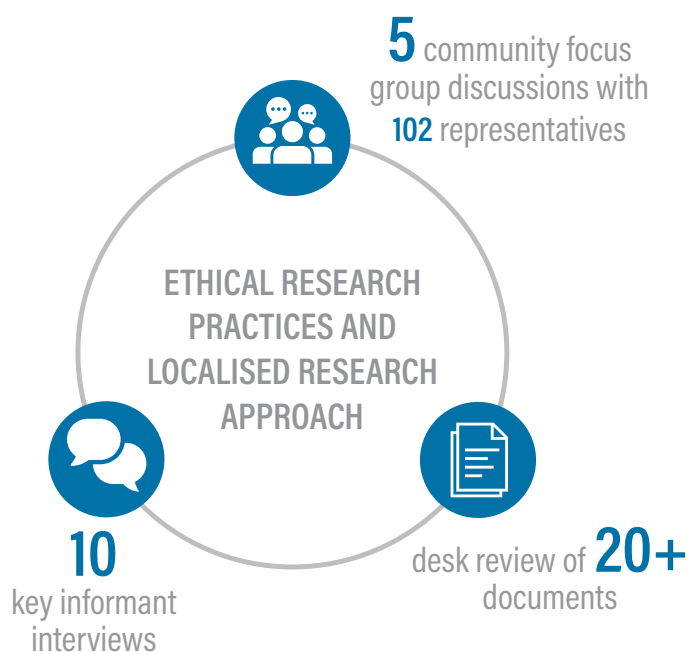 5 community focus
group discussions with
102 representatives
ETHICAL RESEARCH
PRACTICES AND
LOCALISED RESEARCH
APPROACH
10
key informant
interviews
desk review of 20+
documents